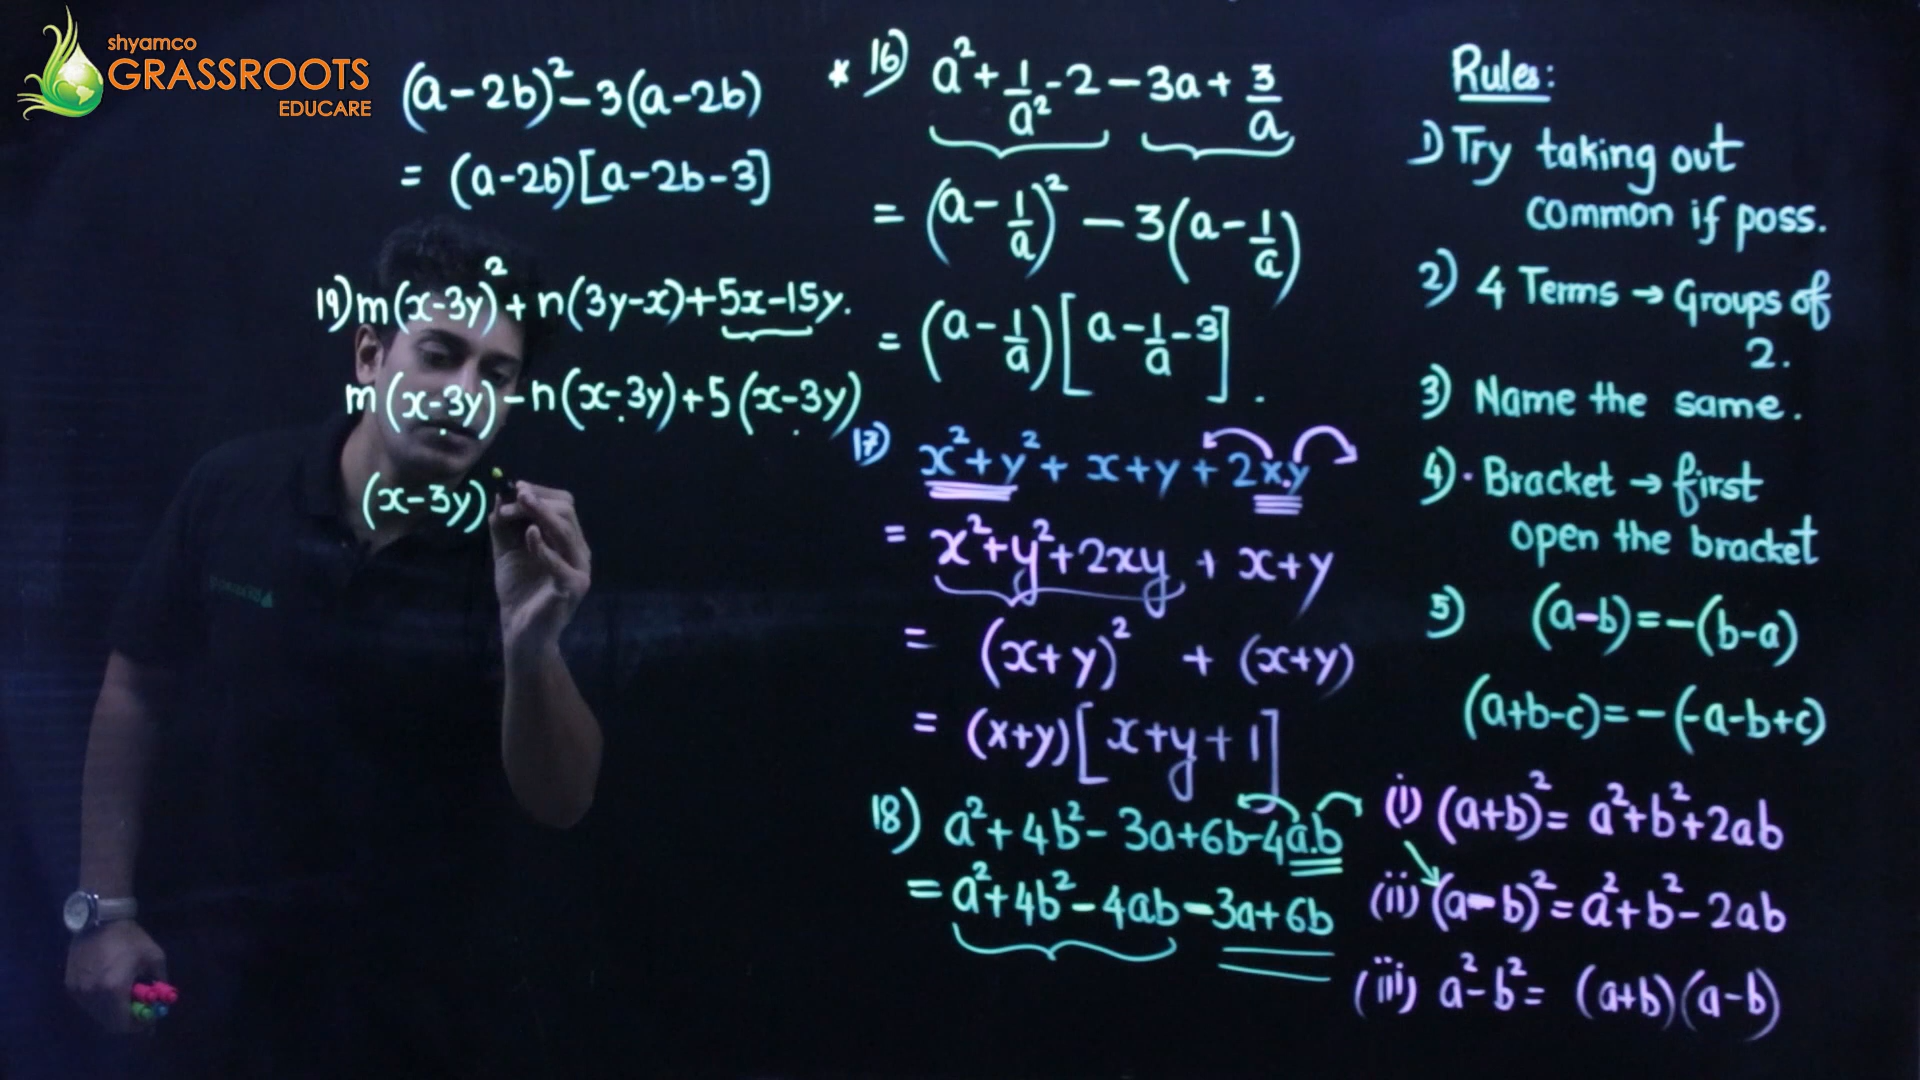 shyamco
GRASSROOTS
EDUCARE
(a-2b)²-3(a-2b)
= (a-2b)[a-2b-3]
19) m(x-3y)²+n(3y-x)+5x-15y.
m(x-3y)-n(x-3y)+5(x-3y)
(x-3y)
* 16) a²+1/a²-2-3a+3/a
= (a-1/a)²-3(a-1/a)
= (a-1/a)[a-1/a-3].
17) x²+y²+x+y+2x.y
= x²+y²+2xy+x+y
= (x+y)²+(x+y)
= (x+y)[x+y+1]
18) a²+4b²-3a+6b-4a.b
= a²+4b²-4ab-3a+6b
Rules:
1) Try taking out
common if poss.
2) 4 Terms → Groups of
2.
3) Name the same.
4) · Bracket → first
open the bracket
5) (a-b)=-(b-a)
(a+b-c)=-(-a-b+c)
(i) (a+b)²= a²+b²+2ab
(ii) (a-b)²= a²+b²-2ab
(iii) a²-b²= (a+b)(a-b)